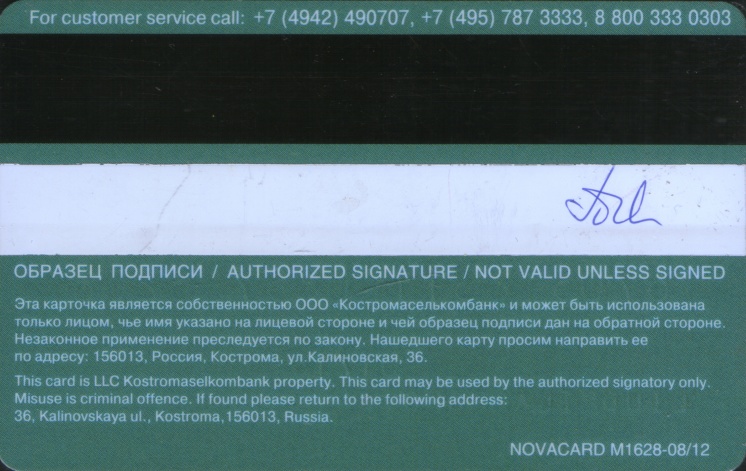 For customer service call: +7 (4942) 490707, +7 (495) 787 3333, 8 800 333 0303
ОБРАЗЕЦ ПОДПИСИ / AUTHORIZED SIGNATURE / NOT VALID UNLESS SIGNED
Эта карточка является собственностью ООО «Костромаселькомбанк» и может быть использована
только лицом, чье имя указано на лицевой стороне и чей образец подписи дан на обратной стороне.
Незаконное применение преследуется по закону. Нашедшего карту просим направить ее
по адресу: 156013, Россия, Кострома, ул.Калиновская, 36.
This card is LLC Kostromaselkombank property. This card may be used by the authorized signatory only.
Misuse is criminal offence. If found please return to the following address:
36, Kalinovskaya ul., Kostroma,156013, Russia.
NOVACARD M1628-08/12